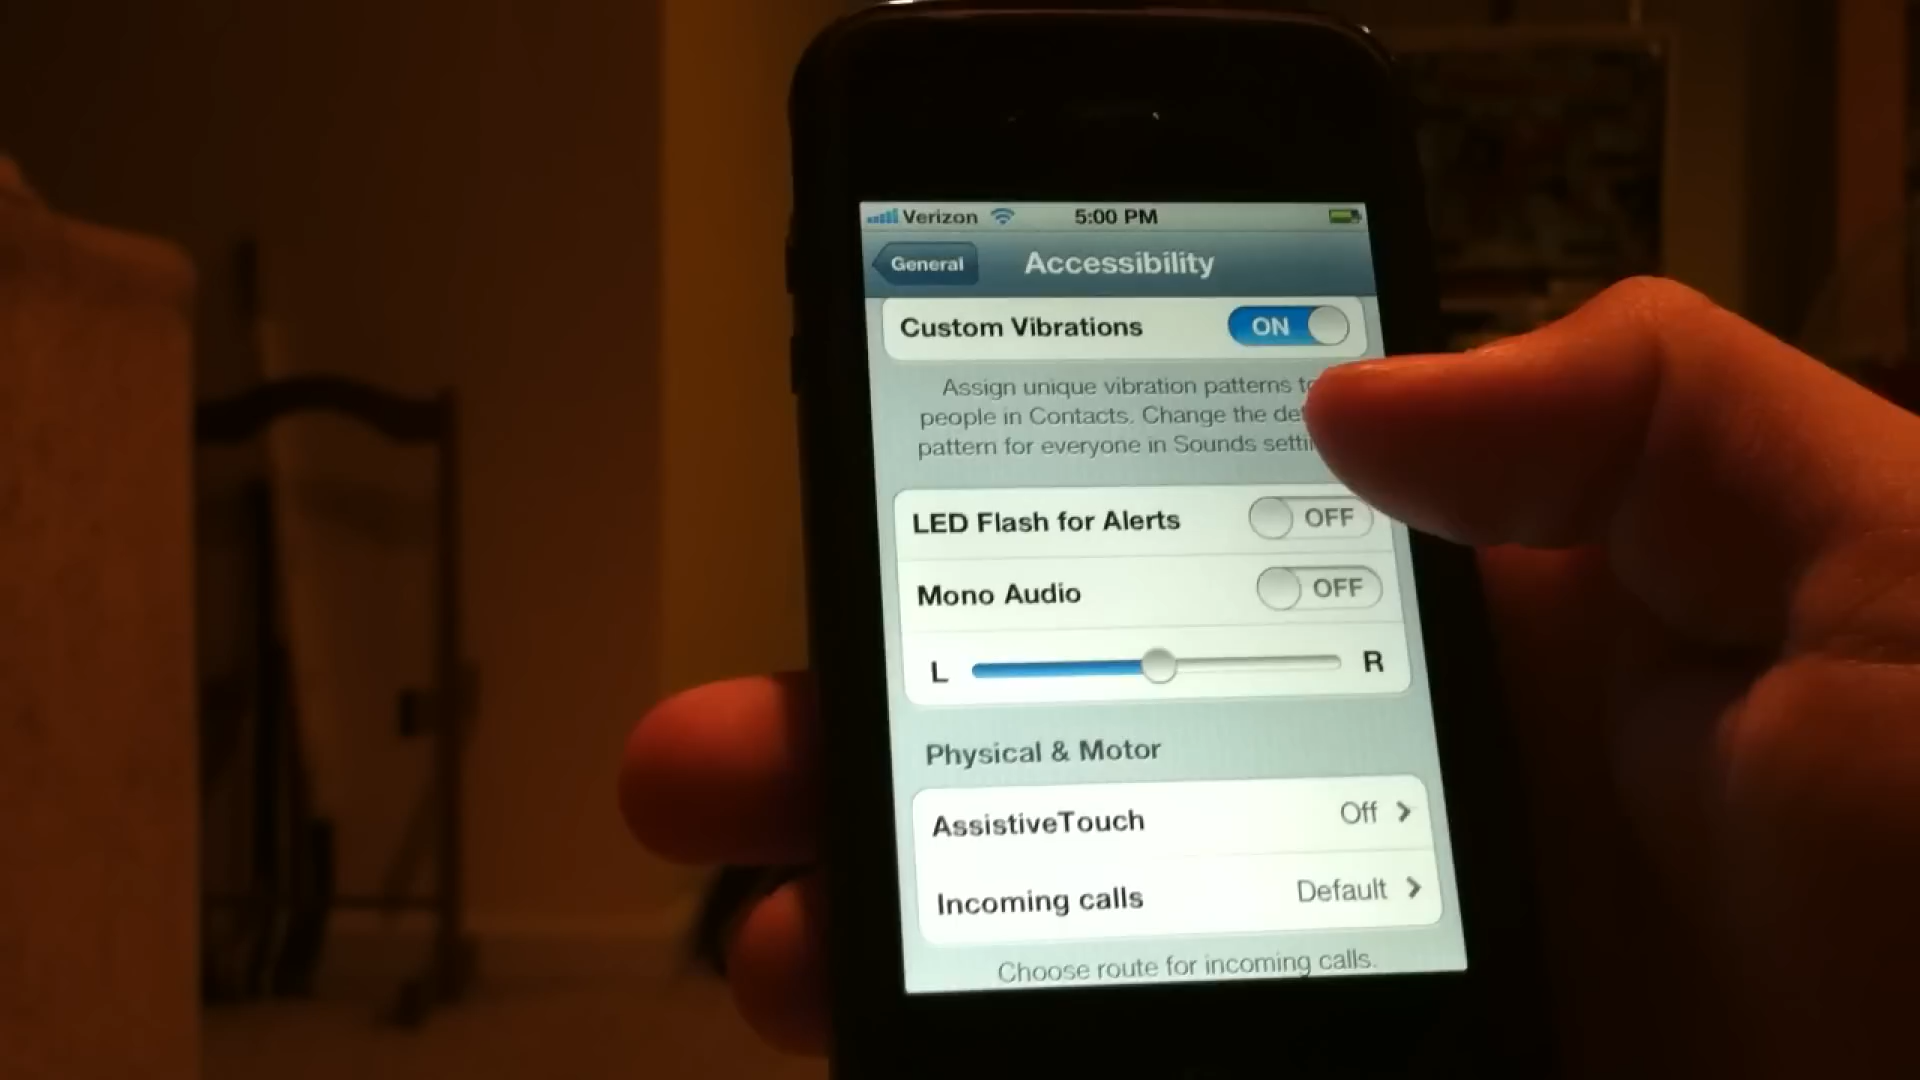 Verizon 5:00 PM
General Accessibility
Custom Vibrations ON
Assign unique vibration patterns
people in Contacts. Change the
pattern for everyone in Sounds
LED Flash for Alerts OFF
Mono Audio OFF
L R
Physical & Motor
AssistiveTouch Off
Incoming calls Default
Choose route for incoming calls.